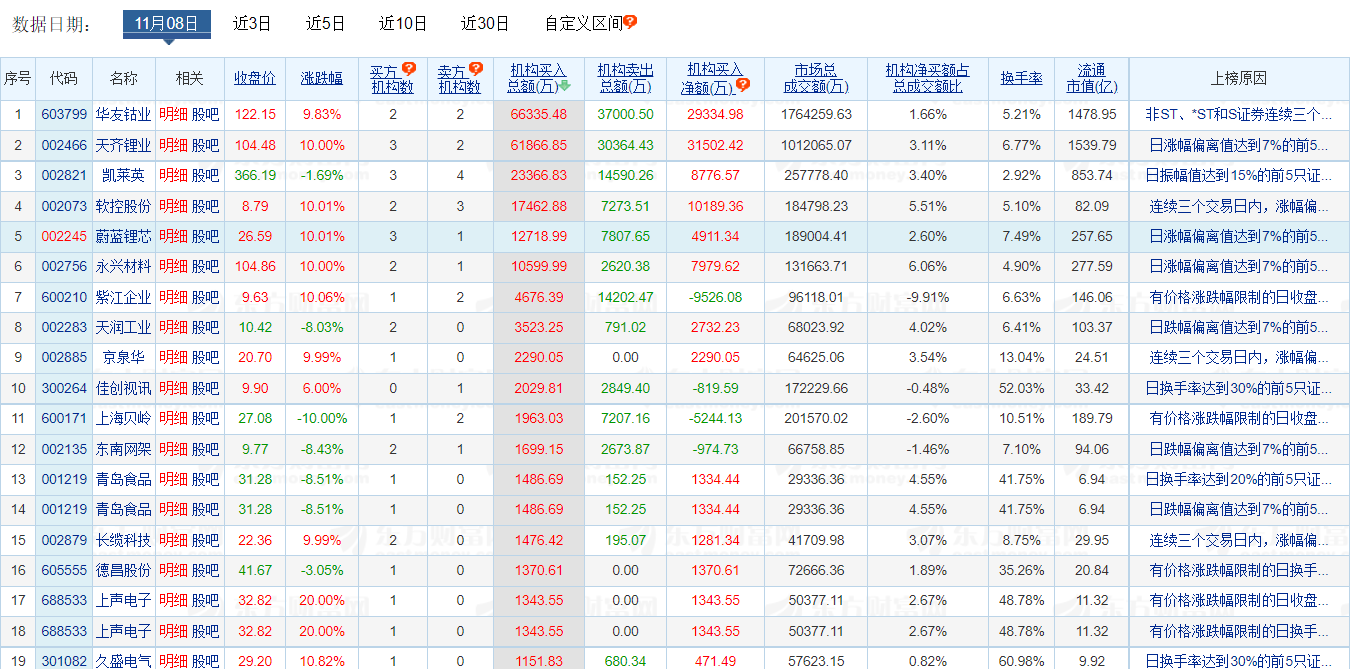 数据日期： 11月08日 近3日 近5日 近10日 近30日 自定义区间?
序号 代码 名称 相关 收盘价 涨跌幅 买方?机构数 卖方?机构数 机构买入总额(万) 机构卖出总额(万) 机构买入净额(万)? 市场总成交额(万) 机构净买额占总成交额比 换手率 流通市值(亿) 上榜原因
1 603799 华友钴业 明细 股吧 122.15 9.83% 2 2 66335.48 37000.50 29334.98 1764259.63 1.66% 5.21% 1478.95 非ST、*ST和S证券连续三个...
2 002466 天齐锂业 明细 股吧 104.48 10.00% 3 2 61866.85 30364.43 31502.42 1012065.07 3.11% 6.77% 1539.79 日涨幅偏离值达到7%的前5...
3 002821 凯莱英 明细 股吧 366.19 -1.69% 3 4 23366.83 14590.26 8776.57 257778.40 3.40% 2.92% 853.74 日振幅值达到15%的前5只证...
4 002073 软控股份 明细 股吧 8.79 10.01% 2 3 17462.88 7273.51 10189.36 184798.23 5.51% 5.10% 82.09 连续三个交易日内，涨幅偏...
5 002245 蔚蓝锂芯 明细 股吧 26.59 10.01% 3 1 12718.99 7807.65 4911.34 189004.41 2.60% 7.49% 257.65 日涨幅偏离值达到7%的前5...
6 002756 永兴材料 明细 股吧 104.86 10.00% 2 1 10599.99 2620.38 7979.62 131663.71 6.06% 4.90% 277.59 日涨幅偏离值达到7%的前5...
7 600210 紫江企业 明细 股吧 9.63 10.06% 1 2 4676.39 14202.47 -9526.08 96118.01 -9.91% 6.63% 146.06 有价格涨跌幅限制的日收盘...
8 002283 天润工业 明细 股吧 10.42 -8.03% 2 0 3523.25 791.02 2732.23 68023.92 4.02% 6.41% 103.37 日跌幅偏离值达到7%的前5...
9 002885 京泉华 明细 股吧 20.70 9.99% 1 0 2290.05 0.00 2290.05 64625.06 3.54% 13.04% 24.51 连续三个交易日内，涨幅偏...
10 300264 佳创视讯 明细 股吧 9.90 6.00% 0 1 2029.81 2849.40 -819.59 172229.66 -0.48% 52.03% 33.42 日换手率达到30%的前5只证...
11 600171 上海贝岭 明细 股吧 27.08 -10.00% 1 2 1963.03 7207.16 -5244.13 201570.02 -2.60% 10.51% 189.79 有价格涨跌幅限制的日收盘...
12 002135 东南网架 明细 股吧 9.77 -8.43% 2 1 1699.15 2673.87 -974.73 66758.85 -1.46% 7.10% 94.06 日跌幅偏离值达到7%的前5...
13 001219 青岛食品 明细 股吧 31.28 -8.51% 1 0 1486.69 152.25 1334.44 29336.36 4.55% 41.75% 6.94 日换手率达到20%的前5只证...
14 001219 青岛食品 明细 股吧 31.28 -8.51% 1 0 1486.69 152.25 1334.44 29336.36 4.55% 41.75% 6.94 日跌幅偏离值达到7%的前5...
15 002879 长缆科技 明细 股吧 22.36 9.99% 2 1 1476.42 195.07 1281.34 41709.98 3.07% 8.75% 29.95 连续三个交易日内，涨幅偏...
16 605555 德昌股份 明细 股吧 41.67 -3.05% 1 0 1370.61 0.00 1370.61 72666.36 1.89% 35.26% 20.84 有价格涨跌幅限制的日换手...
17 688533 上声电子 明细 股吧 32.82 20.00% 1 0 1343.55 0.00 1343.55 50377.11 2.67% 48.78% 11.32 有价格涨跌幅限制的日收盘...
18 688533 上声电子 明细 股吧 32.82 20.00% 1 0 1343.55 0.00 1343.55 50377.11 2.67% 48.78% 11.32 有价格涨跌幅限制的日换手...
19 301082 久盛电气 明细 股吧 29.20 10.82% 1 0 1151.83 680.34 471.49 57623.15 0.82% 60.98% 9.92 日换手率达到30%的前5只证...